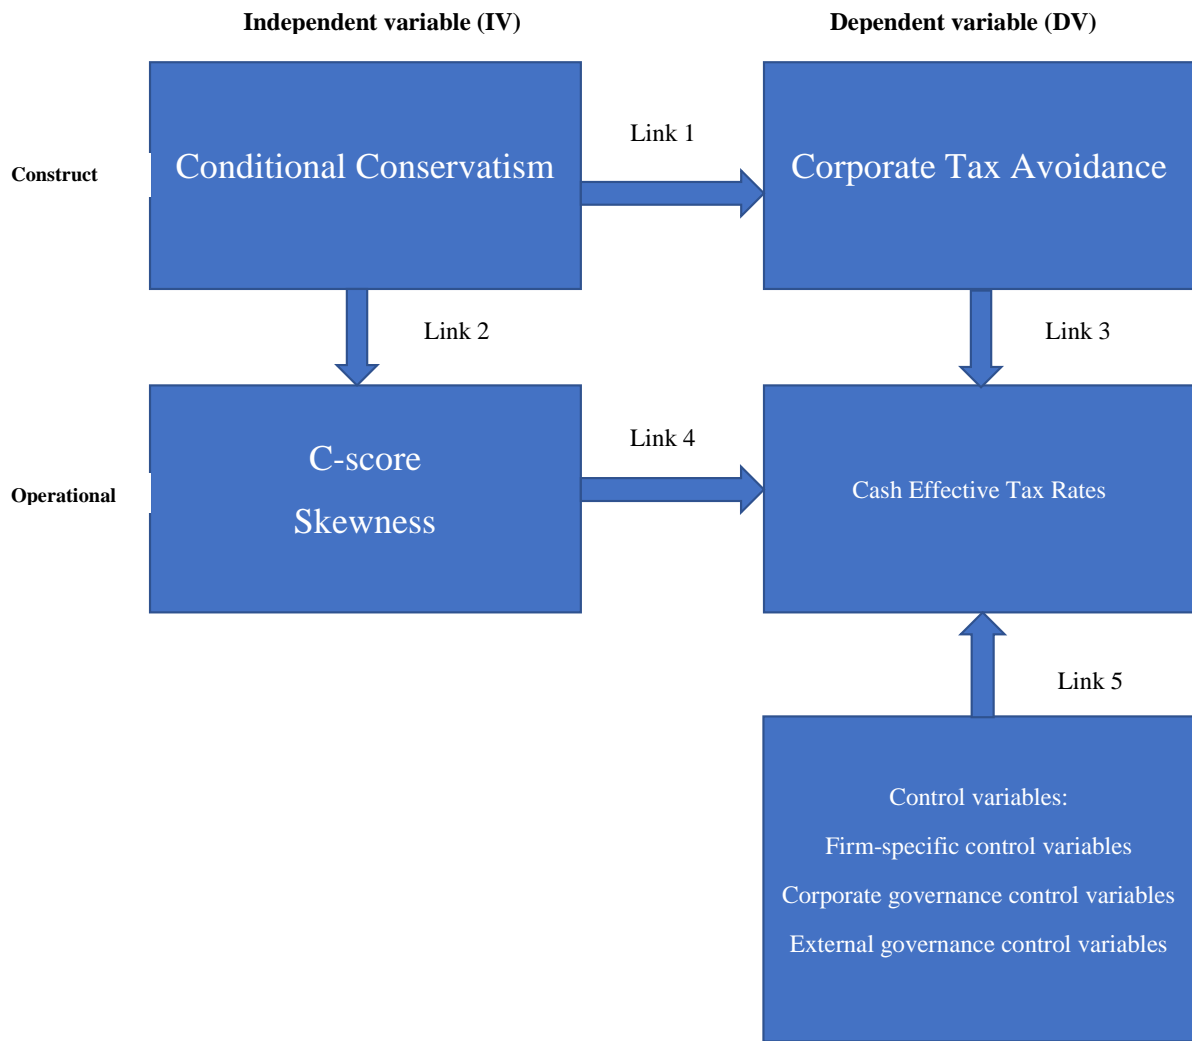 Independent variable (IV)
Dependent variable (DV)
Link 1
Construct
Conditional Conservatism
Corporate Tax Avoidance
Link 2
Link 3
C-score
Skewness
Link 4
Operational
Cash Effective Tax Rates
Link 5
Control variables:
Firm-specific control variables
Corporate governance control variables
External governance control variables